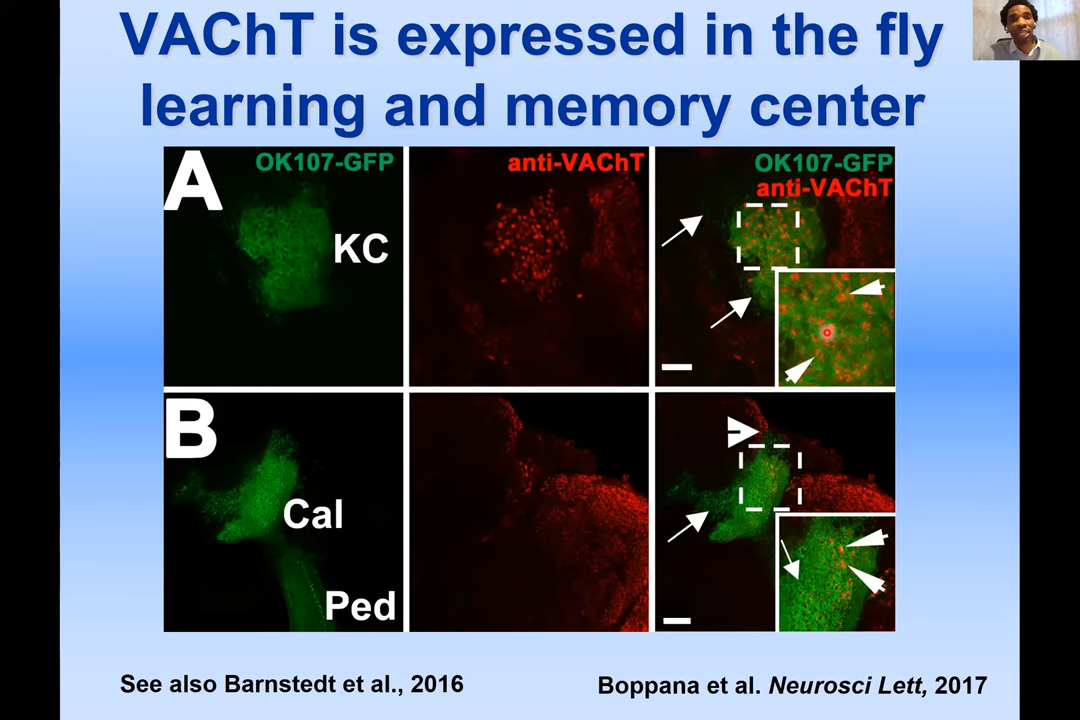 VAChT is expressed in the fly
learning and memory center
A
OK107-GFP
KC
anti-VAChT
OK107-GFP
anti-VAChT
B
Cal
Ped
See also Barnstedt et al., 2016
Boppana et al. Neurosci Lett, 2017